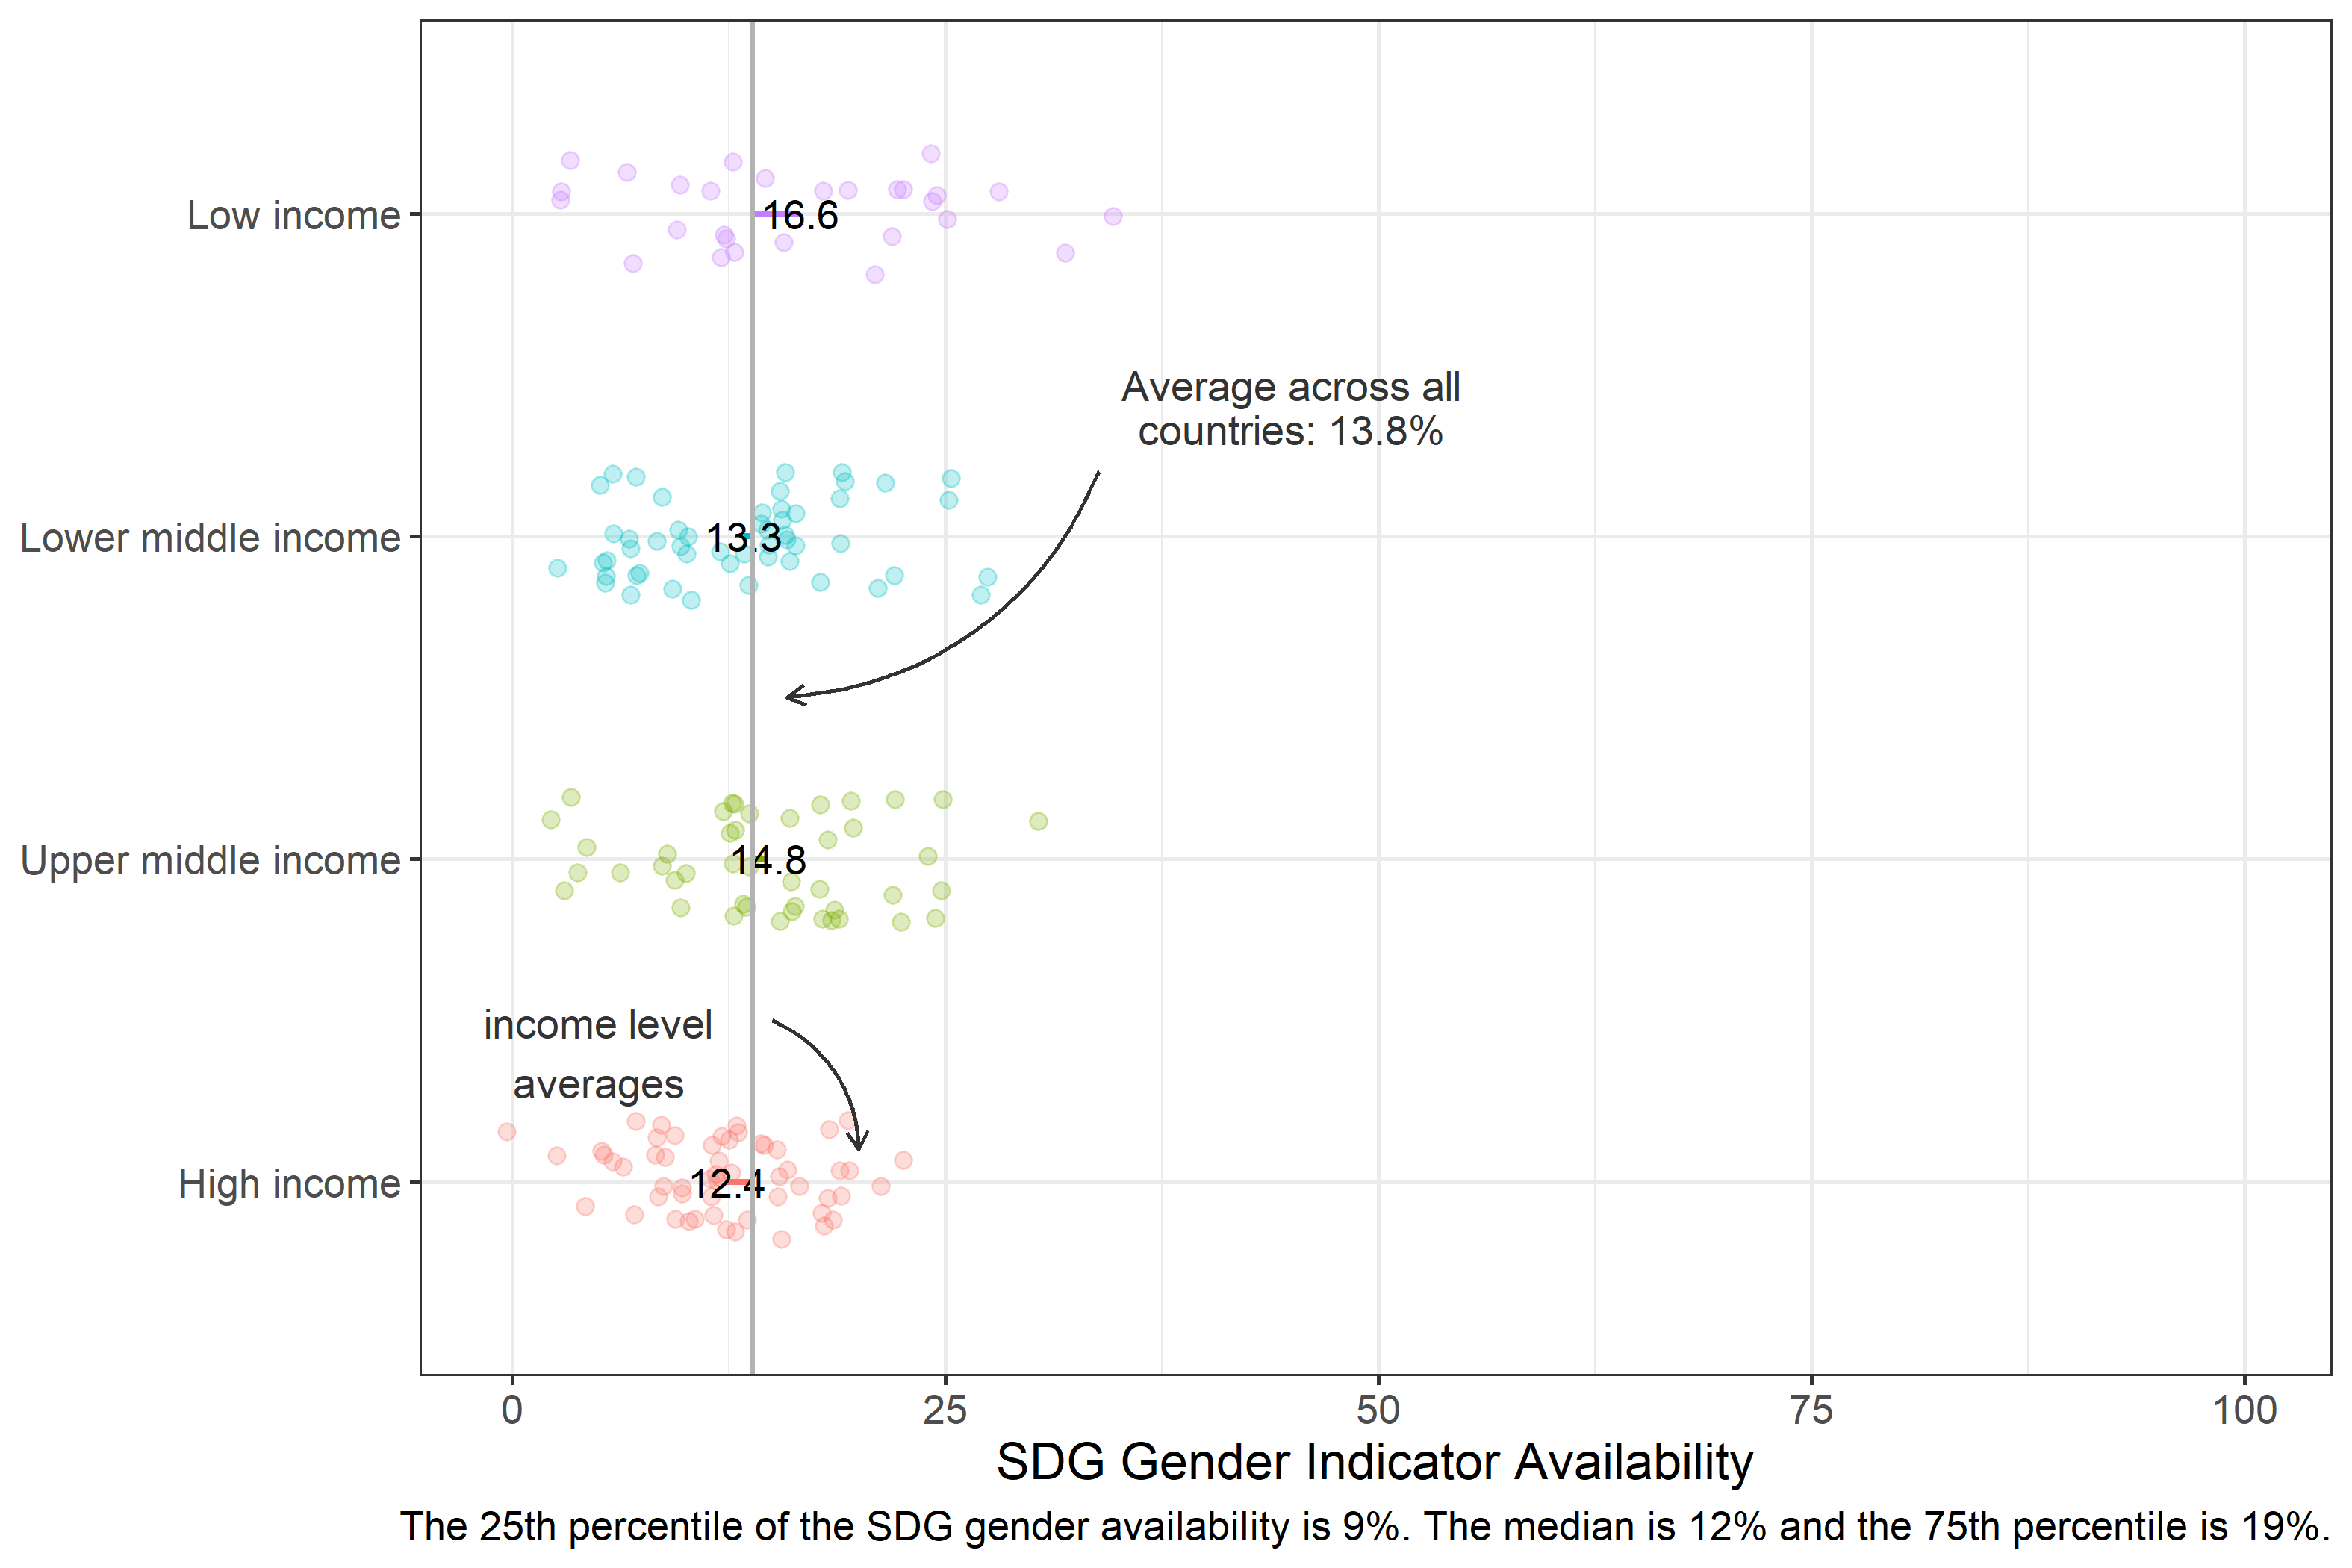 Low income
16.6
Average across all
countries: 13.8%
Lower middle income
13.3
Upper middle income
14.8
income level
averages
High income
12.4
0 25 50 75 100
SDG Gender Indicator Availability
The 25th percentile of the SDG gender availability is 9%. The median is 12% and the 75th percentile is 19%.